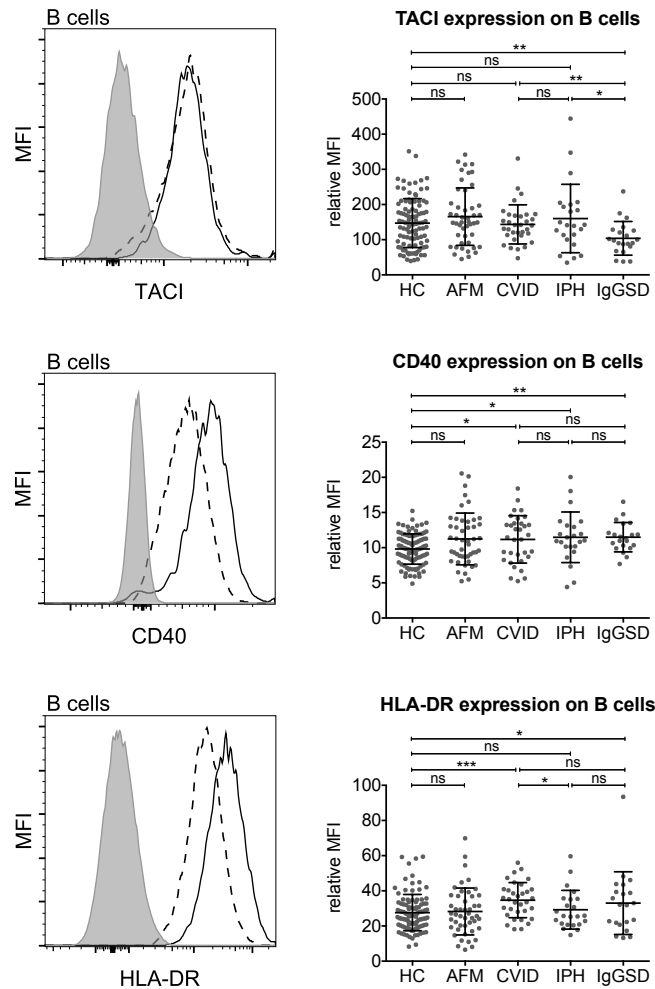 B cells
MFI
TACI
TACI expression on B cells
**
ns
ns
**
ns
ns
*
relative MFI
500
400
300
200
100
0
HC AFM CVID IPH IgGSD
B cells
MFI
CD40
CD40 expression on B cells
**
*
*
ns
ns
ns
ns
relative MFI
25
20
15
10
5
0
HC AFM CVID IPH IgGSD
B cells
MFI
HLA-DR
HLA-DR expression on B cells
*
ns
***
ns
ns
*
ns
relative MFI
100
80
60
40
20
0
HC AFM CVID IPH IgGSD